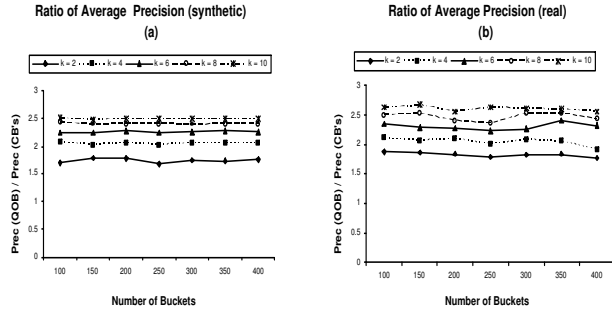 Ratio of Average Precision (synthetic)
(a)
k = 2 k = 4 k = 6 k = 8 k = 10
Prec (QOB) / Prec (CB's)
3
2.5
2
1.5
1
0.5
0
100 150 200 250 300 350 400
Number of Buckets
Ratio of Average Precision (real)
(b)
k = 2 k = 4 k = 6 k = 8 k = 10
Prec (QOB) / Prec (CB's)
3
2.5
2
1.5
1
0.5
0
100 150 200 250 300 350 400
Number of Buckets